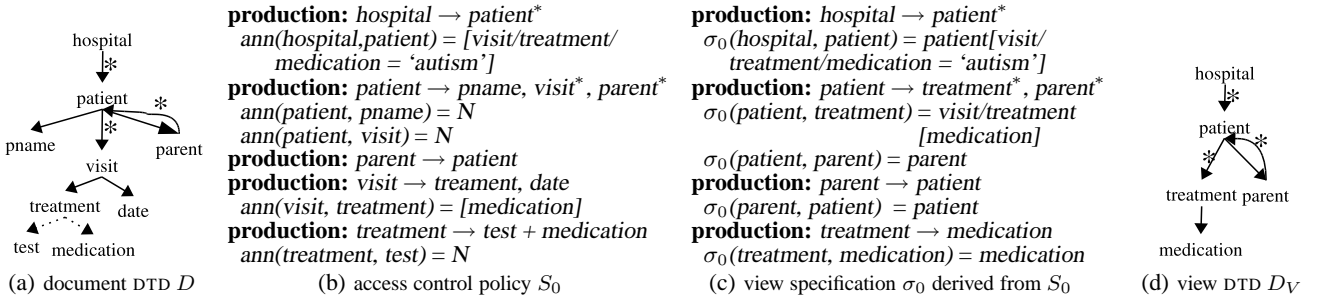 hospital
*
patient
*
*
pname
parent
visit
treatment
date
test
medication
(a) document DTD D
production: hospital → patient*
ann(hospital,patient) = [visit/treatment/
medication = ‘autism’]
production: patient → pname, visit*, parent*
ann(patient, pname) = N
ann(patient, visit) = N
production: parent → patient
production: visit → treament, date
ann(visit, treatment) = [medication]
production: treatment → test + medication
ann(treatment, test) = N
(b) access control policy S₀
production: hospital → patient*
σ₀(hospital, patient) = patient[visit/
treatment/medication = ‘autism’]
production: patient → treatment*, parent*
σ₀(patient, treatment) = visit/treatment
[medication]
σ₀(patient, parent) = parent
production: parent → patient
σ₀(parent, patient) = patient
production: treatment → medication
σ₀(treatment, medication) = medication
(c) view specification σ₀ derived from S₀
hospital
*
patient
*
*
treatment
parent
medication
(d) view DTD D_V